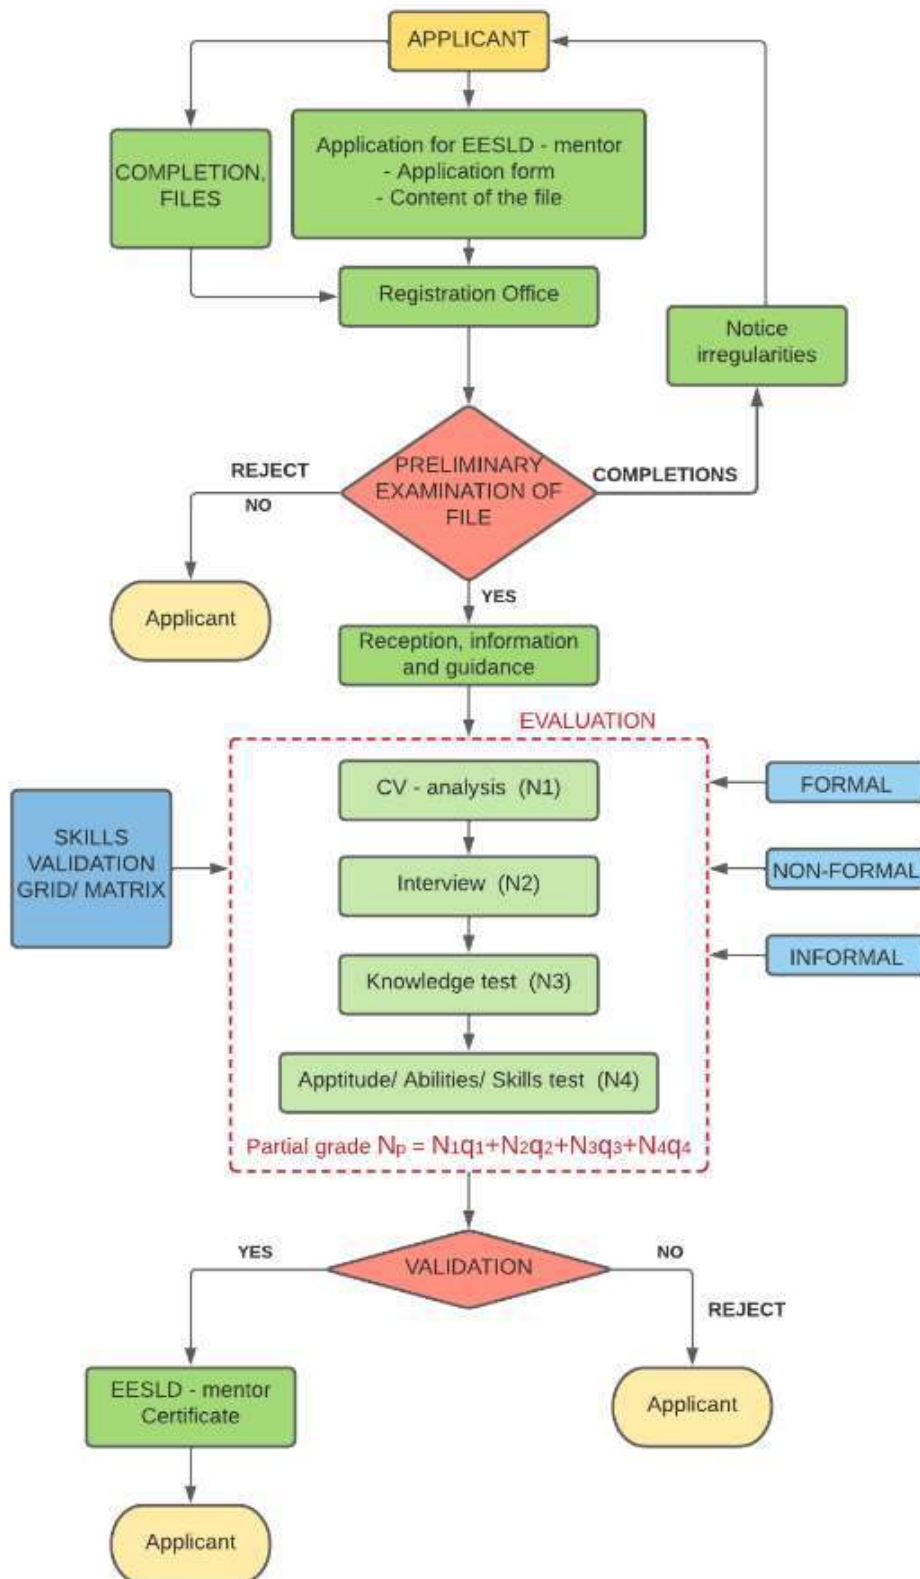 APPLICANT
COMPLETION,
FILES
Application for EESLD - mentor
- Application form
- Content of the file
Registration Office
Notice
irregularities
PRELIMINARY
EXAMINATION OF
FILE
REJECT
NO
COMPLETIONS
Applicant
YES
Reception, information
and guidance
EVALUATION
CV - analysis (N1)
FORMAL
SKILLS
VALIDATION
GRID/ MATRIX
Interview (N2)
NON-FORMAL
Knowledge test (N3)
INFORMAL
Apptitude/ Abilities/ Skills test (N4)
Partial grade Np = N1q1+N2q2+N3q3+N4q4
YES
VALIDATION
NO
REJECT
EESLD - mentor
Certificate
Applicant
Applicant